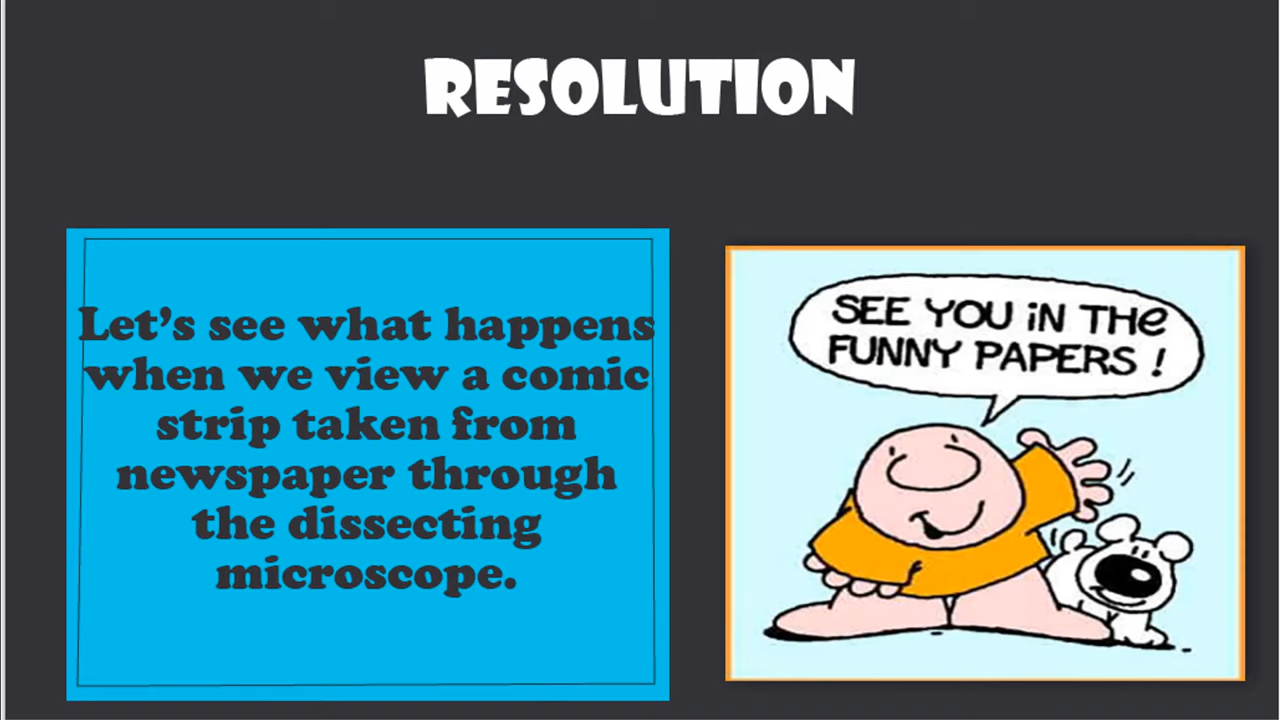 RESOLUTION
Let's see what happens
when we view a comic
strip taken from
newspaper through
the dissecting
microscope.
SEE YOU iN THe
FUNNY PAPERS !